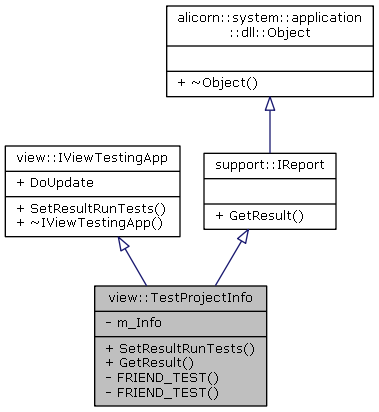 alicorn::system::application
::dll::Object
+ ~Object()
view::IViewTestingApp
+ DoUpdate
+ SetResultRunTests()
+ ~IViewTestingApp()
support::IReport
+ GetResult()
view::TestProjectInfo
- m_Info
+ SetResultRunTests()
+ GetResult()
- FRIEND_TEST()
- FRIEND_TEST()